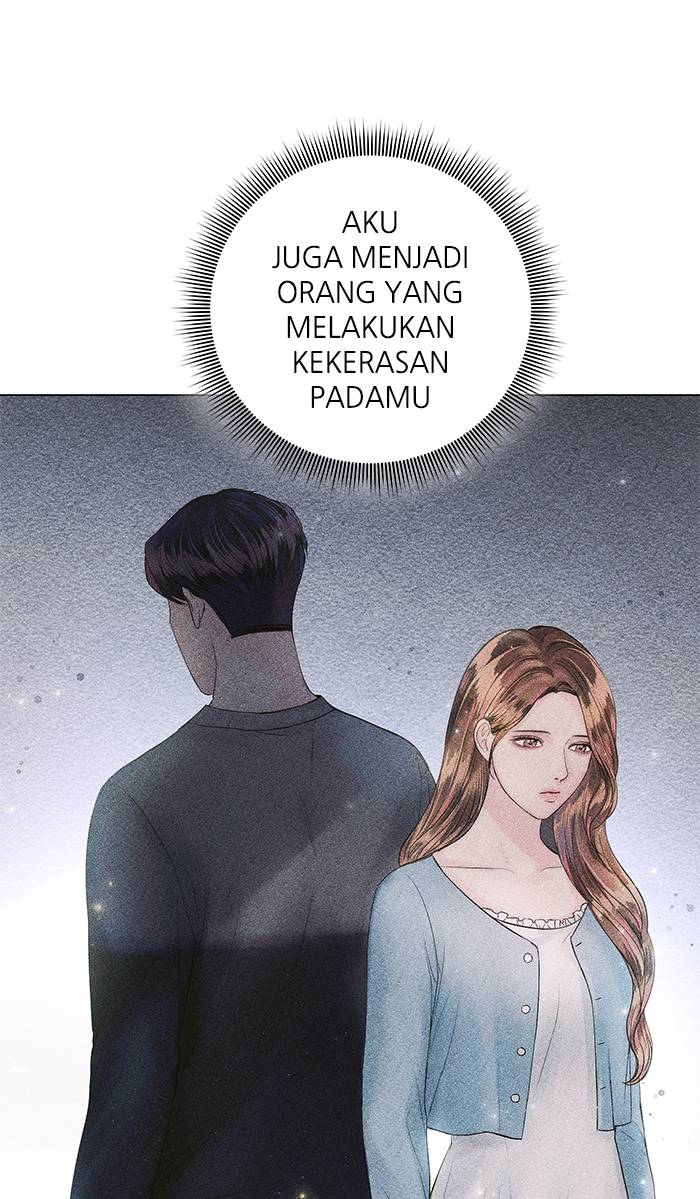 AKU
JUGA MENJADI
ORANG YANG
MELAKUKAN
KEKERASAN
PADAMU